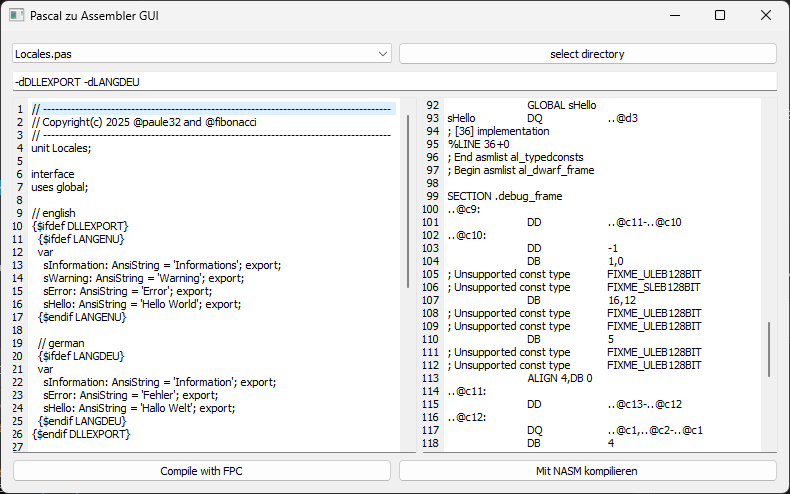 Pascal zu Assembler GUI
Locales.pas
select directory
-dDLLEXPORT -dLANGDEU
1 // ----------------------------------------------------------------------------------
2 // Copyright(c) 2025 @paule32 and @fibonacci
3 // ----------------------------------------------------------------------------------
4 unit Locales;
5
6 interface
7 uses global;
8
9 // english
10 {$ifdef DLLEXPORT}
11 {$ifdef LANGENU}
12 var
13 sInformation: AnsiString = 'Informations'; export;
14 sWarning: AnsiString = 'Warning'; export;
15 sError: AnsiString = 'Error'; export;
16 sHello: AnsiString = 'Hello World'; export;
17 {$endif LANGENU}
18
19 // german
20 {$ifdef LANGDEU}
21 var
22 sInformation: AnsiString = 'Information'; export;
23 sError: AnsiString = 'Fehler'; export;
24 sHello: AnsiString = 'Hallo Welt'; export;
25 {$endif LANGDEU}
26 {$endif DLLEXPORT}
27
92 GLOBAL sHello
93 sHello DQ ..@d3
94 ; [36] implementation
95 %LINE 36+0
96 ; End asmlist al_typedconsts
97 ; Begin asmlist al_dwarf_frame
98
99 SECTION .debug_frame
100 ..@c9:
101 DD ..@c11-..@c10
102 ..@c10:
103 DD -1
104 DB 1,0
105 ; Unsupported const type FIXME_ULEB128BIT
106 ; Unsupported const type FIXME_SLEB128BIT
107 DB 16,12
108 ; Unsupported const type FIXME_ULEB128BIT
109 ; Unsupported const type FIXME_ULEB128BIT
110 DB 5
111 ; Unsupported const type FIXME_ULEB128BIT
112 ; Unsupported const type FIXME_ULEB128BIT
113 ALIGN 4,DB 0
114 ..@c11:
115 DD ..@c13-..@c12
116 ..@c12:
117 DQ ..@c1,..@c2-..@c1
118 DB 4
Compile with FPC
Mit NASM kompilieren